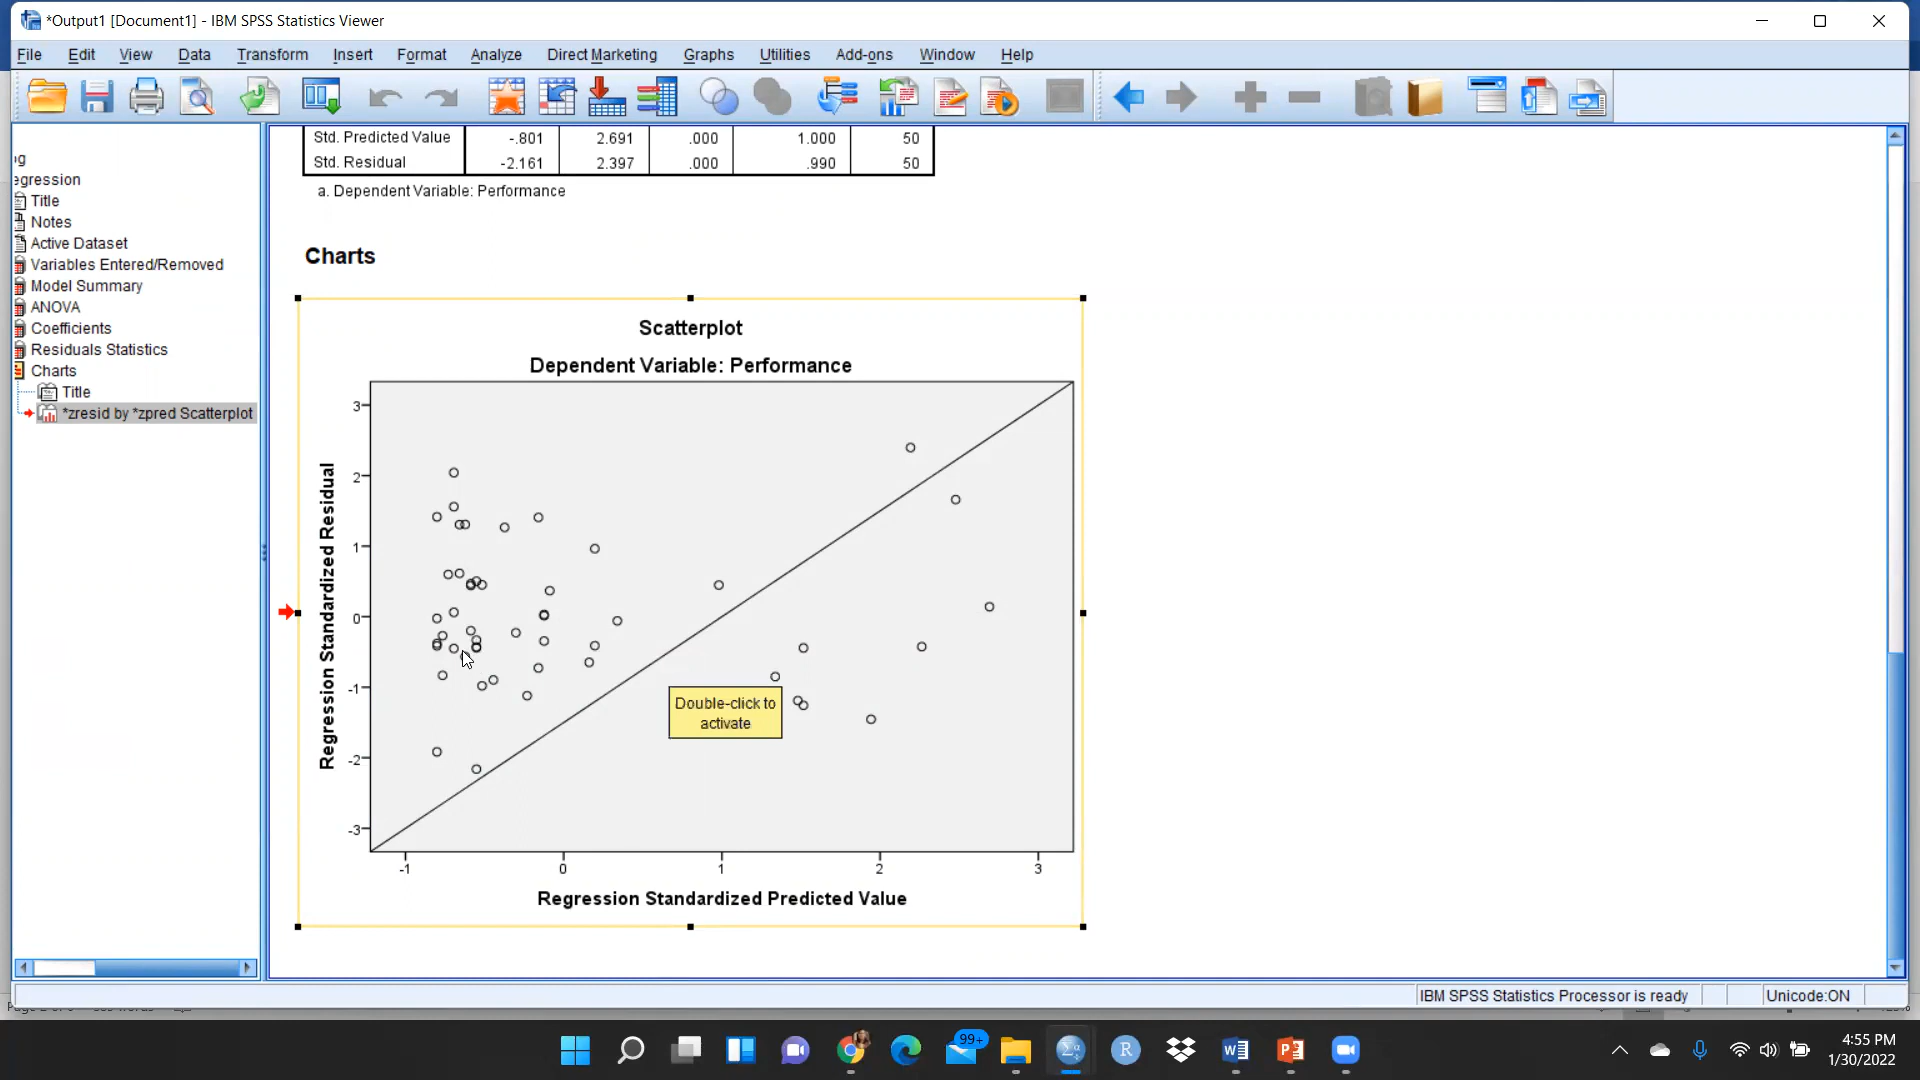 *Output1 [Document1] - IBM SPSS Statistics Viewer
File Edit View Data Transform Insert Format Analyze Direct Marketing Graphs Utilities Add-ons Window Help
og
egression
Title
Notes
Active Dataset
Variables Entered/Removed
Model Summary
ANOVA
Coefficients
Residuals Statistics
Charts
Title
*zresid by *zpred Scatterplot
Std. Predicted Value -.801 2.691 .000 1.000 50
Std. Residual -2.161 2.397 .000 .990 50
a. Dependent Variable: Performance
Charts
Scatterplot
Dependent Variable: Performance
Regression Standardized Residual
3
2
1
0
-1
-2
-3
Double-click to
activate
-1 0 1 2 3
Regression Standardized Predicted Value
IBM SPSS Statistics Processor is ready Unicode:ON
99+
4:55 PM
1/30/2022